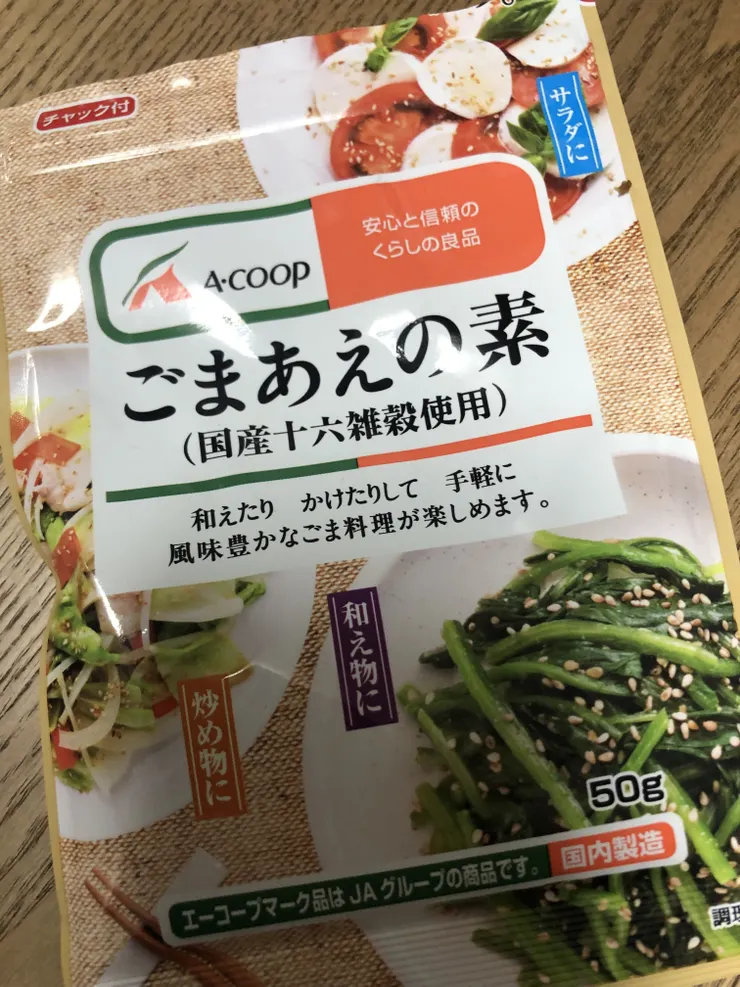 チャック付
サラダに
A・COOP
安心と信頼の
くらしの良品
ごまあえの素
(国産十六雑穀使用)
和えたり かけたりして 手軽に
風味豊かなごま料理が楽しめます。
和え物に
炒め物に
50g
エーコープマーク品はJAグループの商品です。
国内製造
調理